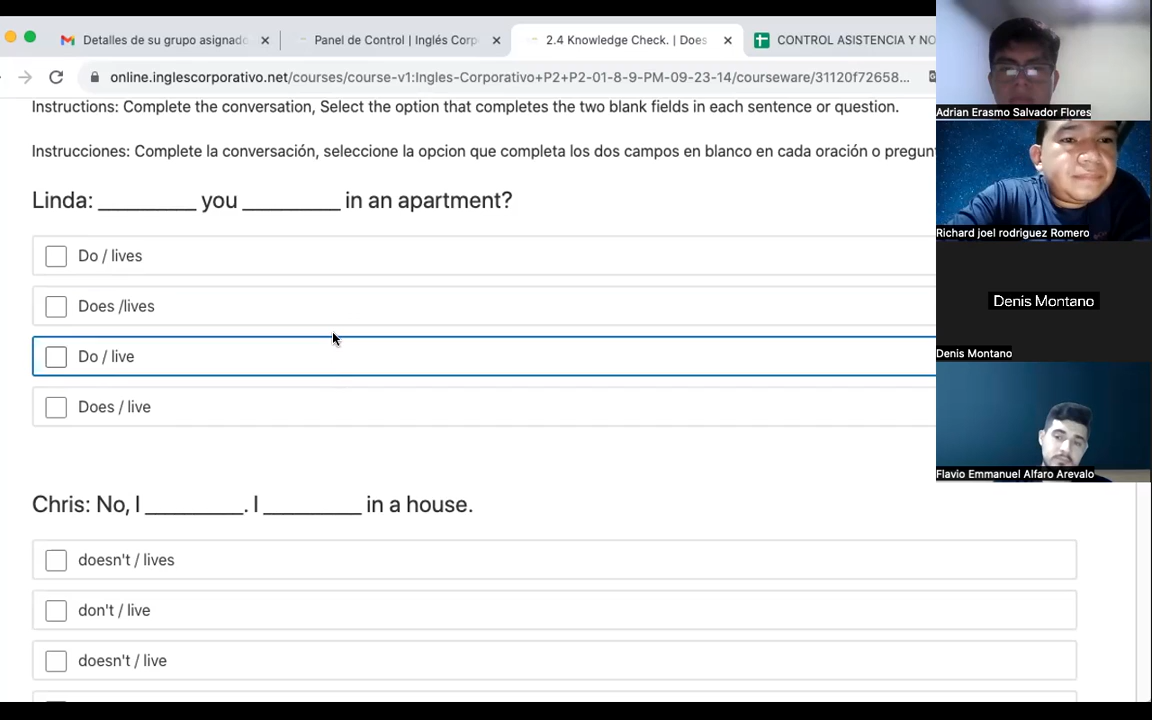 Detalles de su grupo asignado
Panel de Control | Inglés Corp
2.4 Knowledge Check. | Does
CONTROL ASISTENCIA Y NO
online.inglescorporativo.net/courses/course-v1:Ingles-Corporativo+P2+P2-01-8-9-PM-09-23-14/courseware/31120f72658...
Instructions: Complete the conversation, Select the option that completes the two blank fields in each sentence or question.
Instrucciones: Complete la conversación, seleccione la opcion que completa los dos campos en blanco en cada oración o pregun
Linda: _________ you _________ in an apartment?
Do / lives
Does /lives
Do / live
Does / live
Chris: No, I _________. I _________ in a house.
doesn't / lives
don't / live
doesn't / live
Adrian Erasmo Salvador Flores
Richard joel rodriguez Romero
Denis Montano
Denis Montano
Flavio Emmanuel Alfaro Arevalo